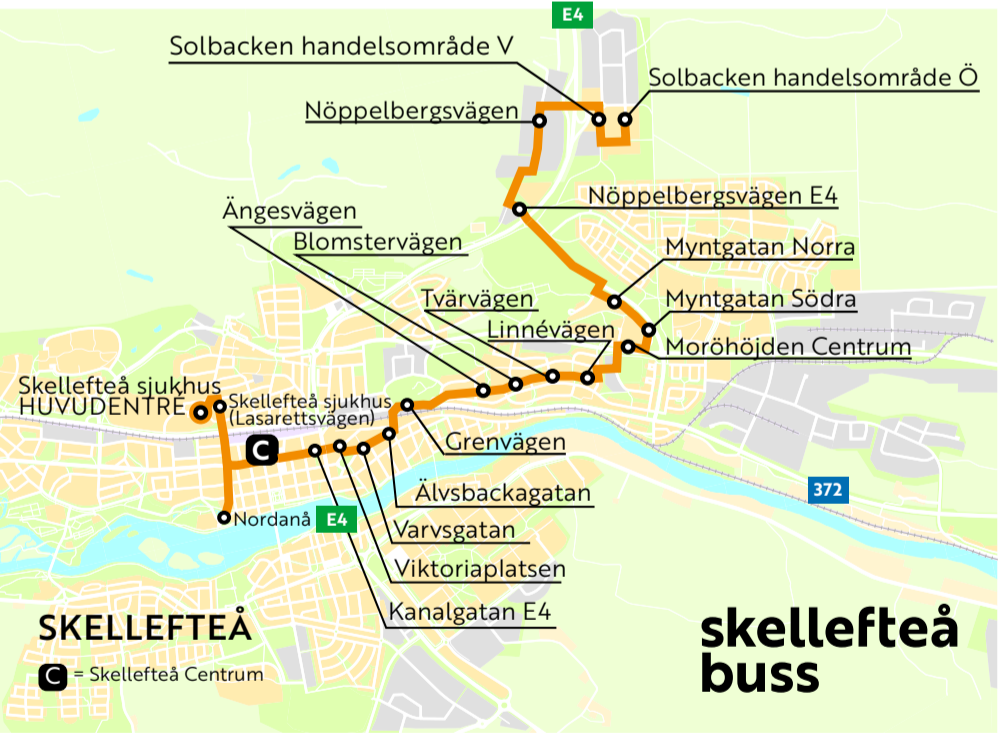 E4
Solbacken handelsområde V
Solbacken handelsområde Ö
Nöppelbergsvägen
Nöppelbergsvägen E4
Ängesvägen
Blomstervägen
Myntgatan Norra
Tvärvägen
Myntgatan Södra
Linnévägen
Moröhöjden Centrum
Skellefteå sjukhus
HUVUDENTRÉ
Skellefteå sjukhus
(Lasarettsvägen)
Grenvägen
C
Älvsbackagatan
372
Nordanå
E4
Varvsgatan
Viktoriaplatsen
Kanalgatan E4
SKELLEFTEÅ
C = Skellefteå Centrum
skellefteå
buss